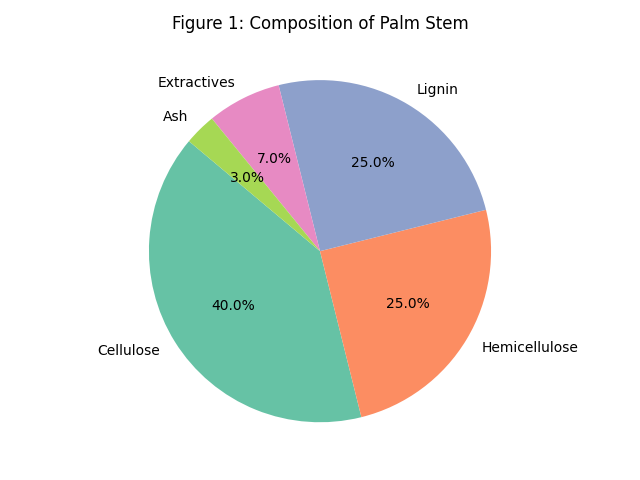 Figure 1: Composition of Palm Stem
Extractives
Lignin
Ash
7.0%
25.0%
3.0%
40.0%
25.0%
Cellulose
Hemicellulose